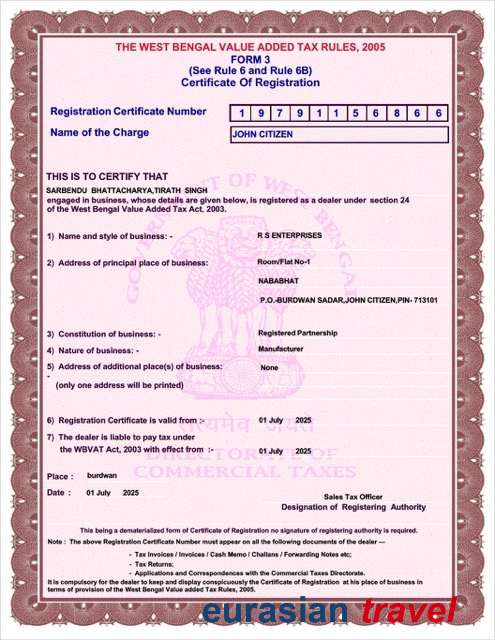 THE WEST BENGAL VALUE ADDED TAX RULES, 2005
FORM 3
(See Rule 6 and Rule 6B)
Certificate Of Registration
Registration Certificate Number 1 9 7 9 1 1 5 6 8 6 6
Name of the Charge JOHN CITIZEN
GOVERNMENT OF WEST BENGAL
THIS IS TO CERTIFY THAT
SARBENDU BHATTACHARYA,TIRATH SINGH
engaged in business, whose details are given below, is registered as a dealer under section 24
of the West Bengal Value Added Tax Act, 2003.
1) Name and style of business: - R S ENTERPRISES
2) Address of principal place of business: Room/Flat No-1
NABABHAT
P.O.-BURDWAN SADAR,JOHN CITIZEN,PIN- 713101
3) Constitution of business: - Registered Partnership
4) Nature of business: - Manufacturer
5) Address of additional place(s) of business: None
-
(only one address will be printed)
सत्यमेव जयते
6) Registration Certificate is valid from :- 01 July 2025
7) The dealer is liable to pay tax under
the WBVAT Act, 2003 with effect from :- 01 July 2025
DIRECTORATE OF
COMMERCIAL TAXES
Place : burdwan
Date : 01 July 2025
Sales Tax Officer
Designation of Registering Authority
This being a dematerialized form of Certificate of Registration no signature of registering authority is required.
Note : The above Registration Certificate Number must appear on all the following documents of the dealer ---
- Tax Invoices / Invoices / Cash Memo / Challans / Forwarding Notes etc;
- Tax Returns;
- Applications and Correspondences with the Commercial Taxes Directorate.
It is compulsory for the dealer to keep and display conspicuously the Certificate of Registration at his place of business in
terms of provision of the West Bengal Value added Tax Rules, 2005.
eurasian travel